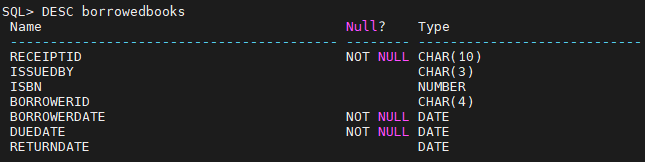 SQL> DESC borrowedbooks
Name Null? Type
----------------------------------------- -------- ----------------------------
RECEIPTID NOT NULL CHAR(10)
ISSUEDBY CHAR(3)
ISBN NUMBER
BORROWERID CHAR(4)
BORROWERDATE NOT NULL DATE
DUEDATE NOT NULL DATE
RETURNDATE DATE